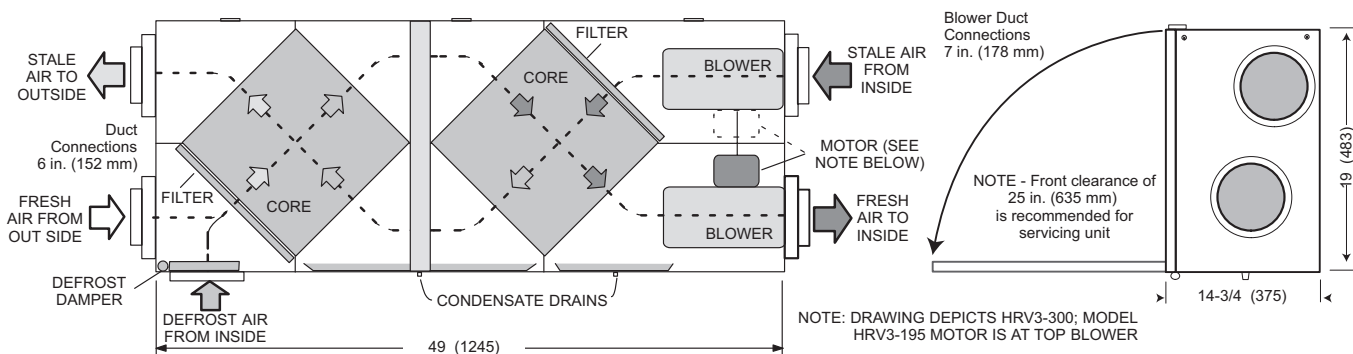 STALE
AIR TO
OUTSIDE
Duct
Connections
6 in. (152 mm)
FRESH
AIR FROM
OUT SIDE
FILTER
CORE
DEFROST
DAMPER
DEFROST AIR
FROM INSIDE
CONDENSATE DRAINS
49 (1245)
FILTER
CORE
BLOWER
STALE AIR
FROM
INSIDE
MOTOR (SEE
NOTE BELOW)
BLOWER
FRESH
AIR TO
INSIDE
Blower Duct
Connections
7 in. (178 mm)
NOTE - Front clearance of
25 in. (635 mm)
is recommended for
servicing unit
19 (483)
14-3/4 (375)
NOTE: DRAWING DEPICTS HRV3-300; MODEL
HRV3-195 MOTOR IS AT TOP BLOWER